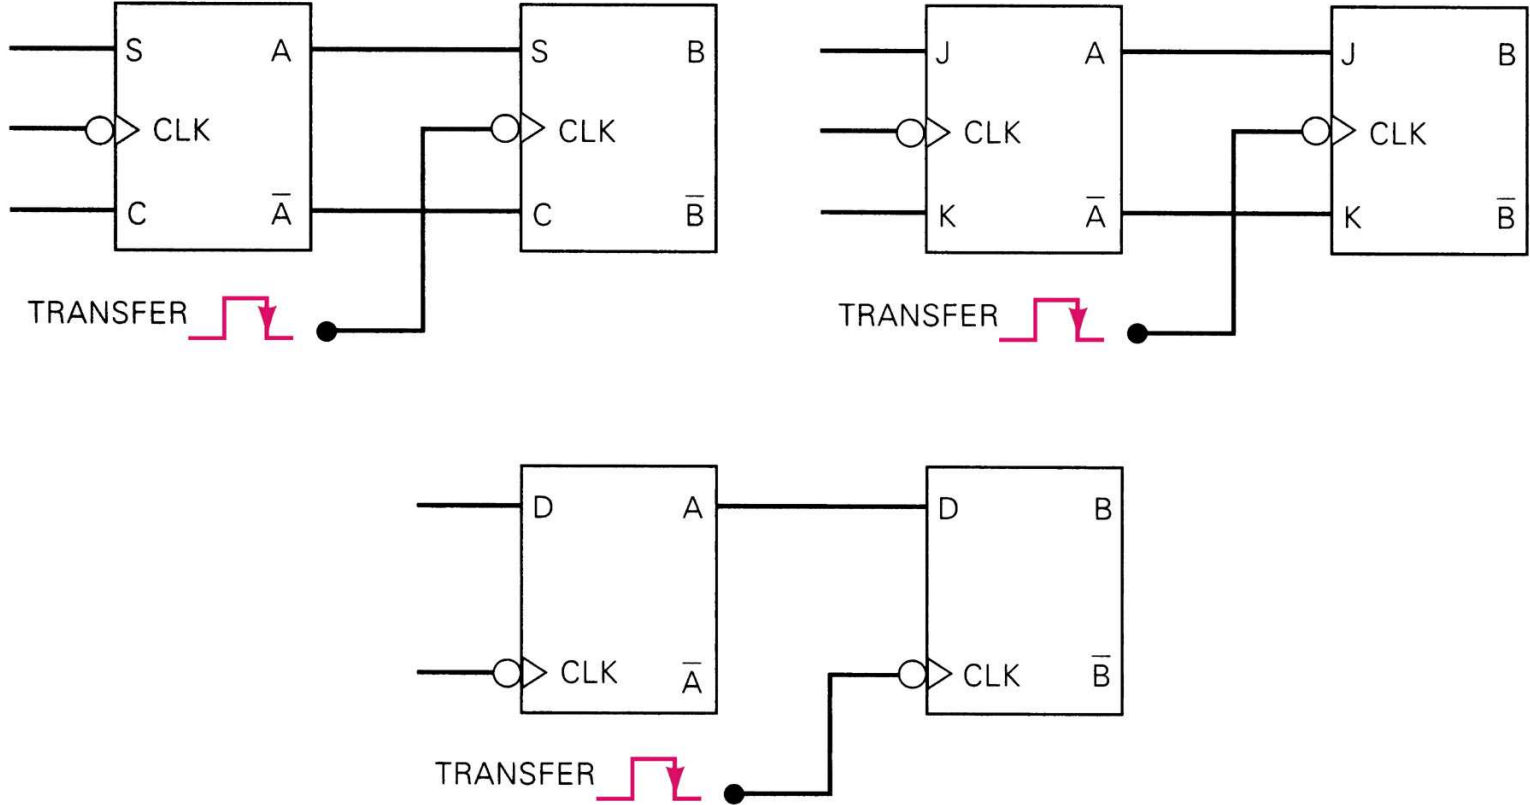 S A S B J A J B
CLK CLK CLK CLK
C A̅ C B̅ K A̅ K B̅
TRANSFER TRANSFER
D A D B
CLK A̅ CLK B̅
TRANSFER